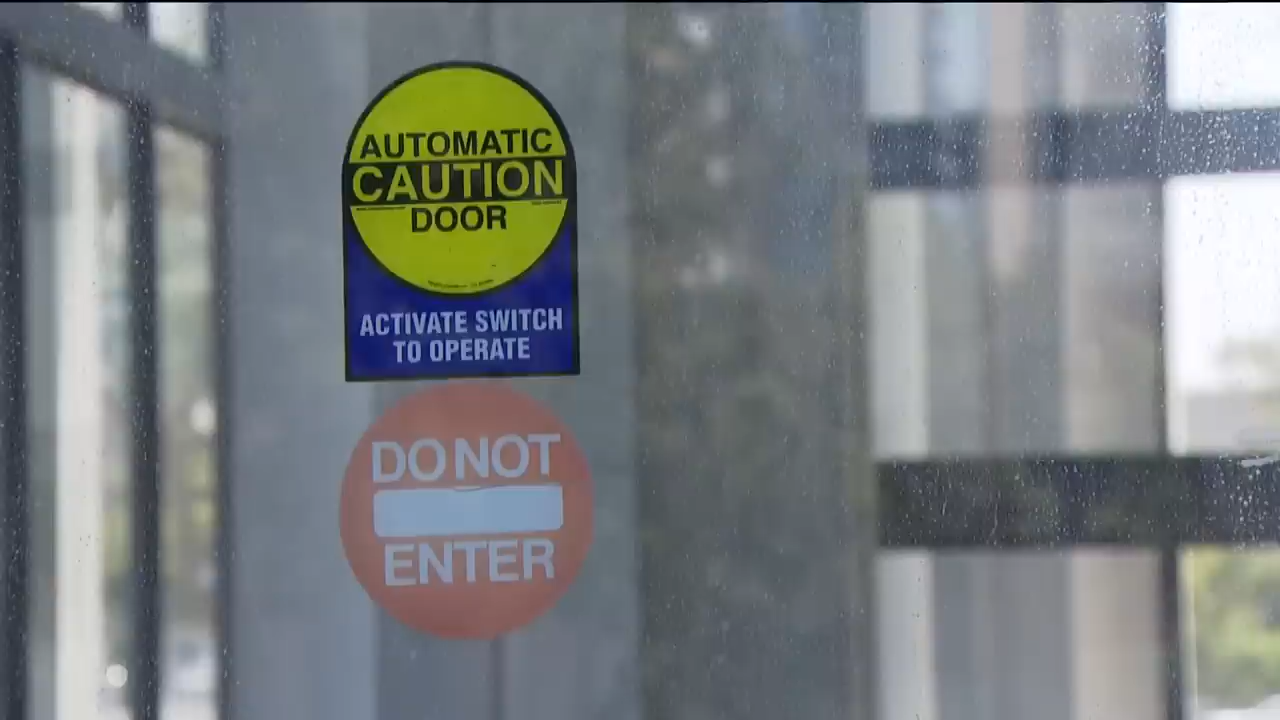 AUTOMATIC
CAUTION
DOOR
ACTIVATE SWITCH
TO OPERATE
DO NOT
ENTER